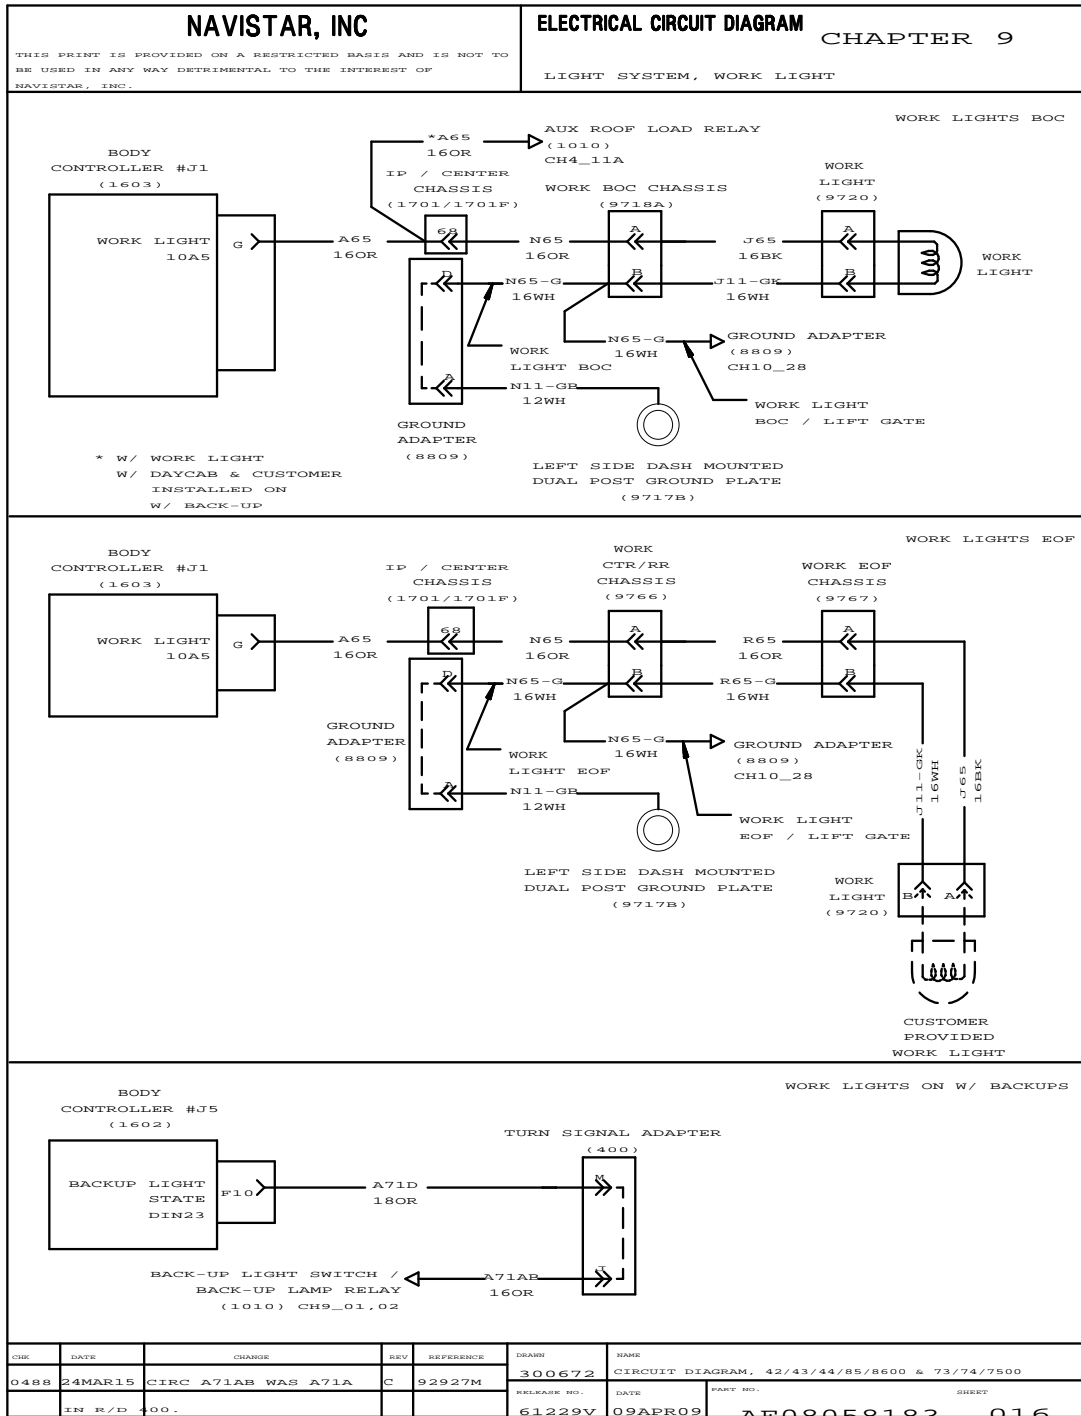 NAVISTAR, INC
THIS PRINT IS PROVIDED ON A RESTRICTED BASIS AND IS NOT TO
BE USED IN ANY WAY DETRIMENTAL TO THE INTEREST OF
NAVISTAR, INC.
ELECTRICAL CIRCUIT DIAGRAM
CHAPTER 9
LIGHT SYSTEM, WORK LIGHT
WORK LIGHTS BOC
BODY
CONTROLLER #J1
(1603)
WORK LIGHT
10A5
G
A65
16OR
*A65
16OR
AUX ROOF LOAD RELAY
(1010)
CH4_11A
IP / CENTER
CHASSIS
(1701/1701F)
68
N65
16OR
WORK BOC CHASSIS
(9718A)
A
B
J65
16BK
J11-GK
16WH
WORK
LIGHT
(9720)
A
B
WORK
LIGHT
D
N65-G
16WH
WORK
LIGHT BOC
N65-G
16WH
GROUND ADAPTER
(8809)
CH10_28
WORK LIGHT
BOC / LIFT GATE
A
N11-GB
12WH
GROUND
ADAPTER
(8809)
LEFT SIDE DASH MOUNTED
DUAL POST GROUND PLATE
(9717B)
* W/ WORK LIGHT
W/ DAYCAB & CUSTOMER
INSTALLED ON
W/ BACK-UP
WORK LIGHTS EOF
BODY
CONTROLLER #J1
(1603)
WORK LIGHT
10A5
G
A65
16OR
IP / CENTER
CHASSIS
(1701/1701F)
68
N65
16OR
WORK
CTR/RR
CHASSIS
(9766)
A
B
R65
16OR
R65-G
16WH
WORK EOF
CHASSIS
(9767)
A
B
D
N65-G
16WH
GROUND
ADAPTER
(8809)
WORK
LIGHT EOF
N65-G
16WH
GROUND ADAPTER
(8809)
CH10_28
A
N11-GB
12WH
WORK LIGHT
EOF / LIFT GATE
LEFT SIDE DASH MOUNTED
DUAL POST GROUND PLATE
(9717B)
J11-GK
16WH
J65
16BK
WORK
LIGHT
(9720)
B
A
CUSTOMER
PROVIDED
WORK LIGHT
WORK LIGHTS ON W/ BACKUPS
BODY
CONTROLLER #J5
(1602)
BACKUP LIGHT
STATE
DIN23
F10
A71D
18OR
TURN SIGNAL ADAPTER
(400)
M
J
BACK-UP LIGHT SWITCH /
BACK-UP LAMP RELAY
(1010) CH9_01,02
A71AB
16OR
CHK DATE CHANGE REV REFERENCE
0488 24MAR15 CIRC A71AB WAS A71A C 92927M
IN R/D 400.
DRAWN
300672
NAME
CIRCUIT DIAGRAM, 42/43/44/85/8600 & 73/74/7500
RELEASE NO.
61229V
DATE
09APR09
PART NO.
AF08058182
SHEET
016